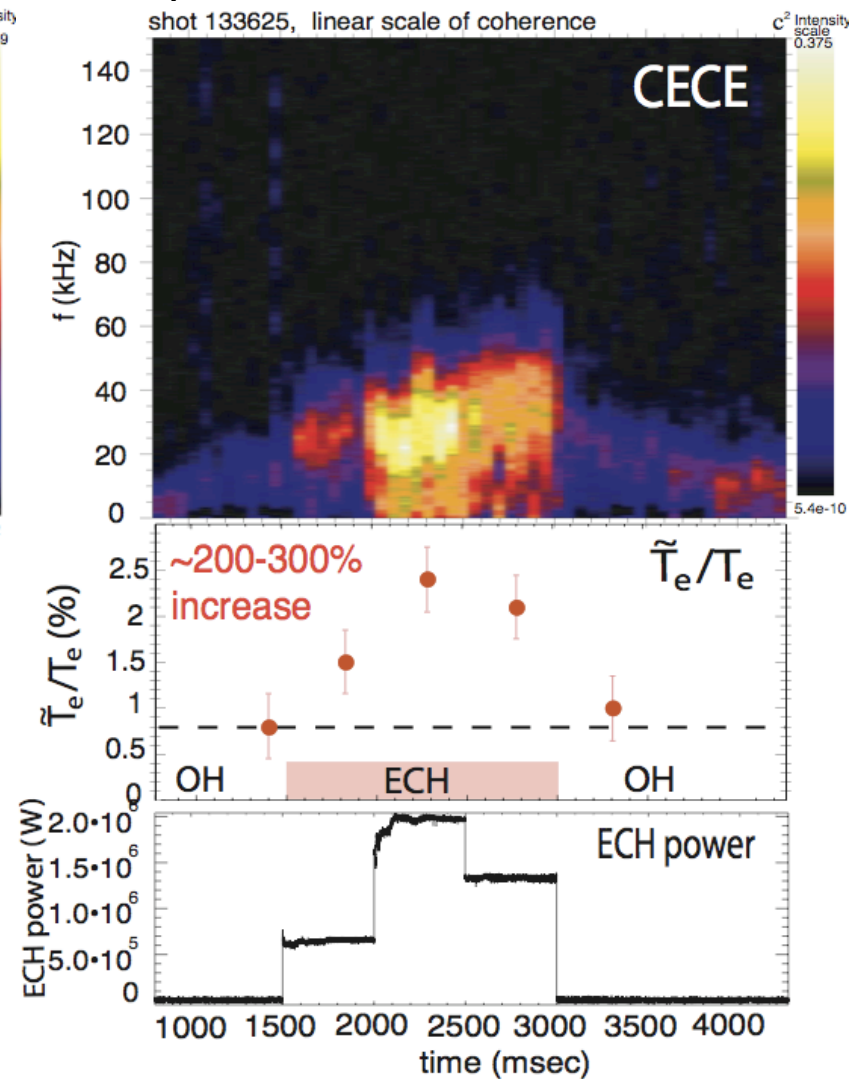 sity
9
shot 133625, linear scale of coherence
c² Intensity
scale
0.375
CECE
140
120
100
80
60
40
20
0
f (kHz)
5.4e-10
~200-300%
increase
T̃e/Te
2.5
2
1.5
1
0.5
0
T̃e/Te (%)
OH
ECH
OH
ECH power
2.0•10⁶
1.5•10⁶
1.0•10⁶
5.0•10⁵
0
ECH power (W)
1000 1500 2000 2500 3000 3500 4000
time (msec)